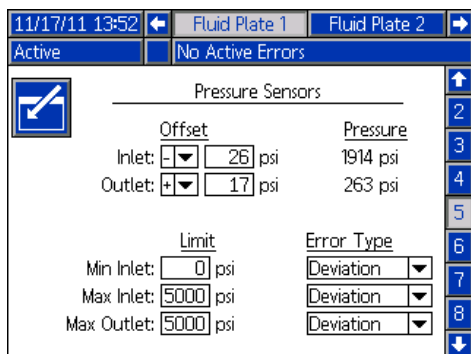 11/17/11 13:52 Fluid Plate 1 Fluid Plate 2
Active No Active Errors
Pressure Sensors
Offset Pressure
Inlet: - 26 psi 1914 psi
Outlet: + 17 psi 263 psi
Limit Error Type
Min Inlet: 0 psi Deviation
Max Inlet: 5000 psi Deviation
Max Outlet: 5000 psi Deviation
2
3
4
5
6
7
8